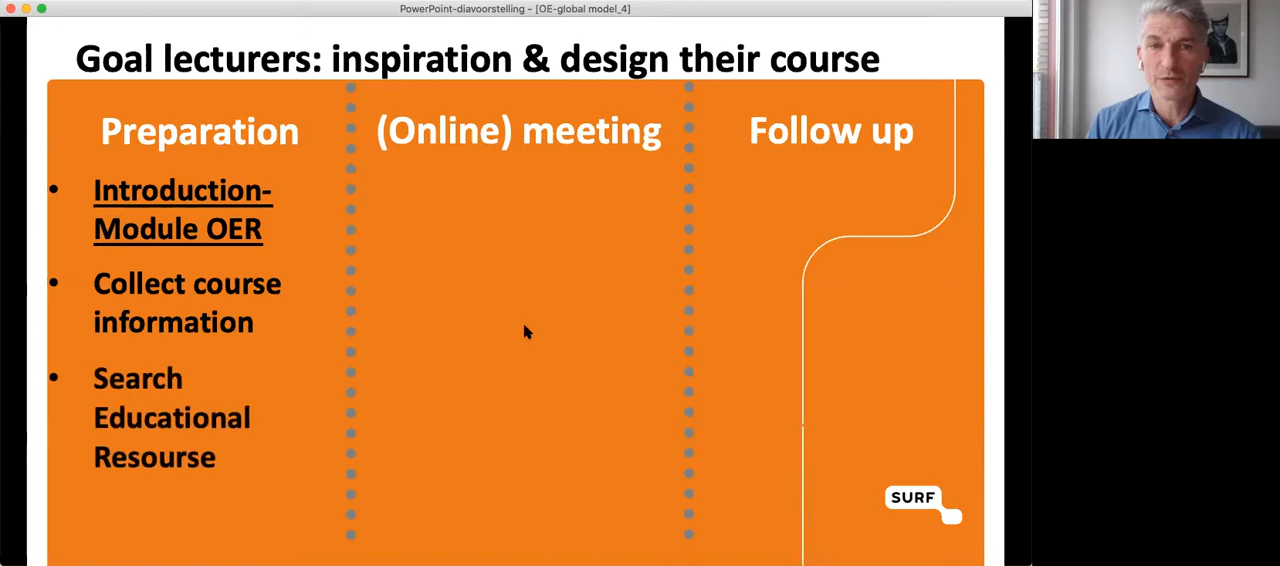 PowerPoint-diavoorstelling - [OE-global model_4]
Goal lecturers: inspiration & design their course
Preparation
(Online) meeting
Follow up
• Introduction-
Module OER
• Collect course
information
• Search
Educational
Resourse
SURF